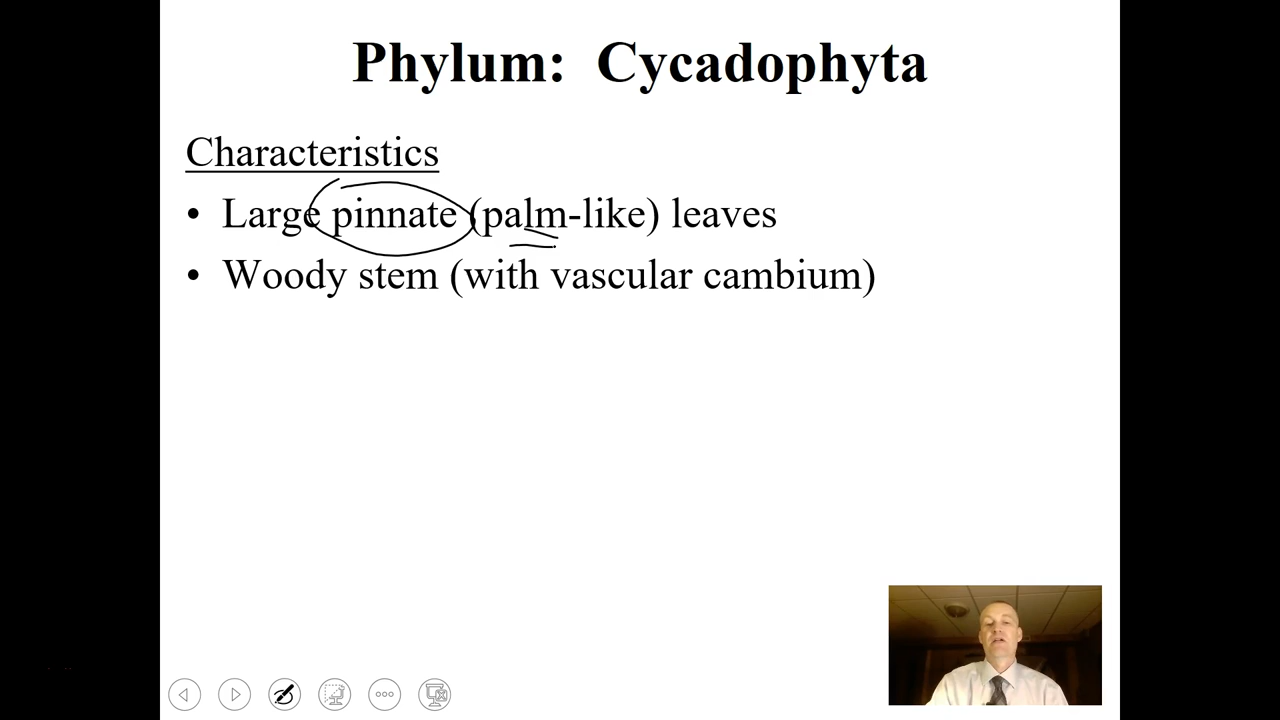 Phylum: Cycadophyta
Characteristics
• Large pinnate (palm-like) leaves
• Woody stem (with vascular cambium)